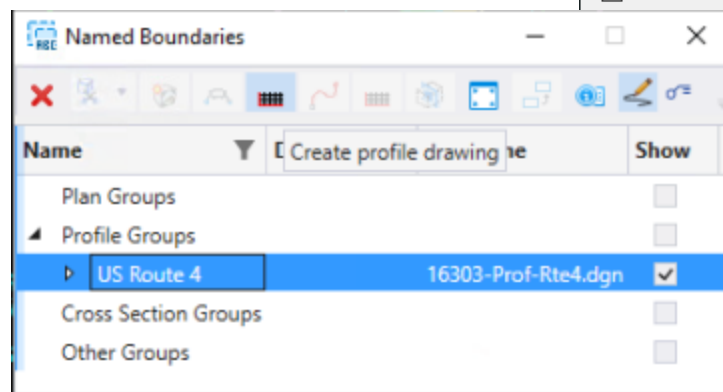 Named Boundaries
Name Create profile drawing Show
Plan Groups
Profile Groups
US Route 4 16303-Prof-Rte4.dgn
Cross Section Groups
Other Groups